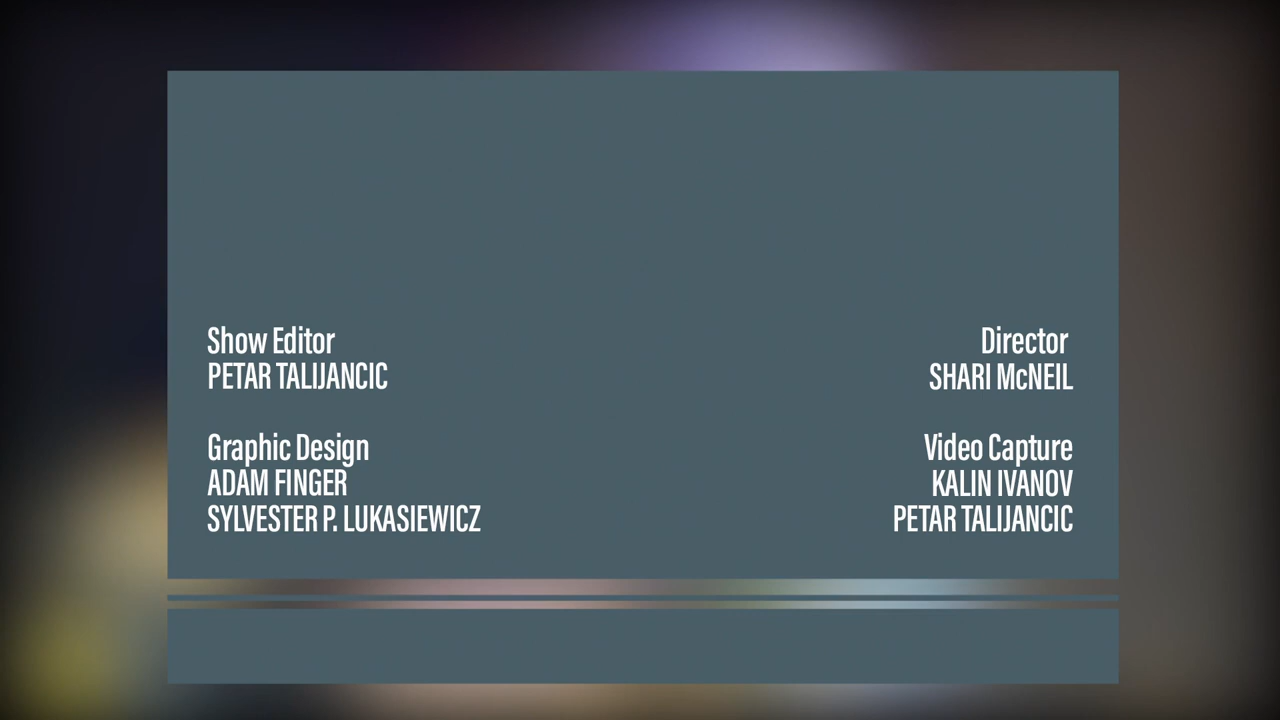 Show Editor
PETAR TALIJANCIC
Graphic Design
ADAM FINGER
SYLVESTER P. LUKASIEWICZ
Director
SHARI McNEIL
Video Capture
KALIN IVANOV
PETAR TALIJANCIC